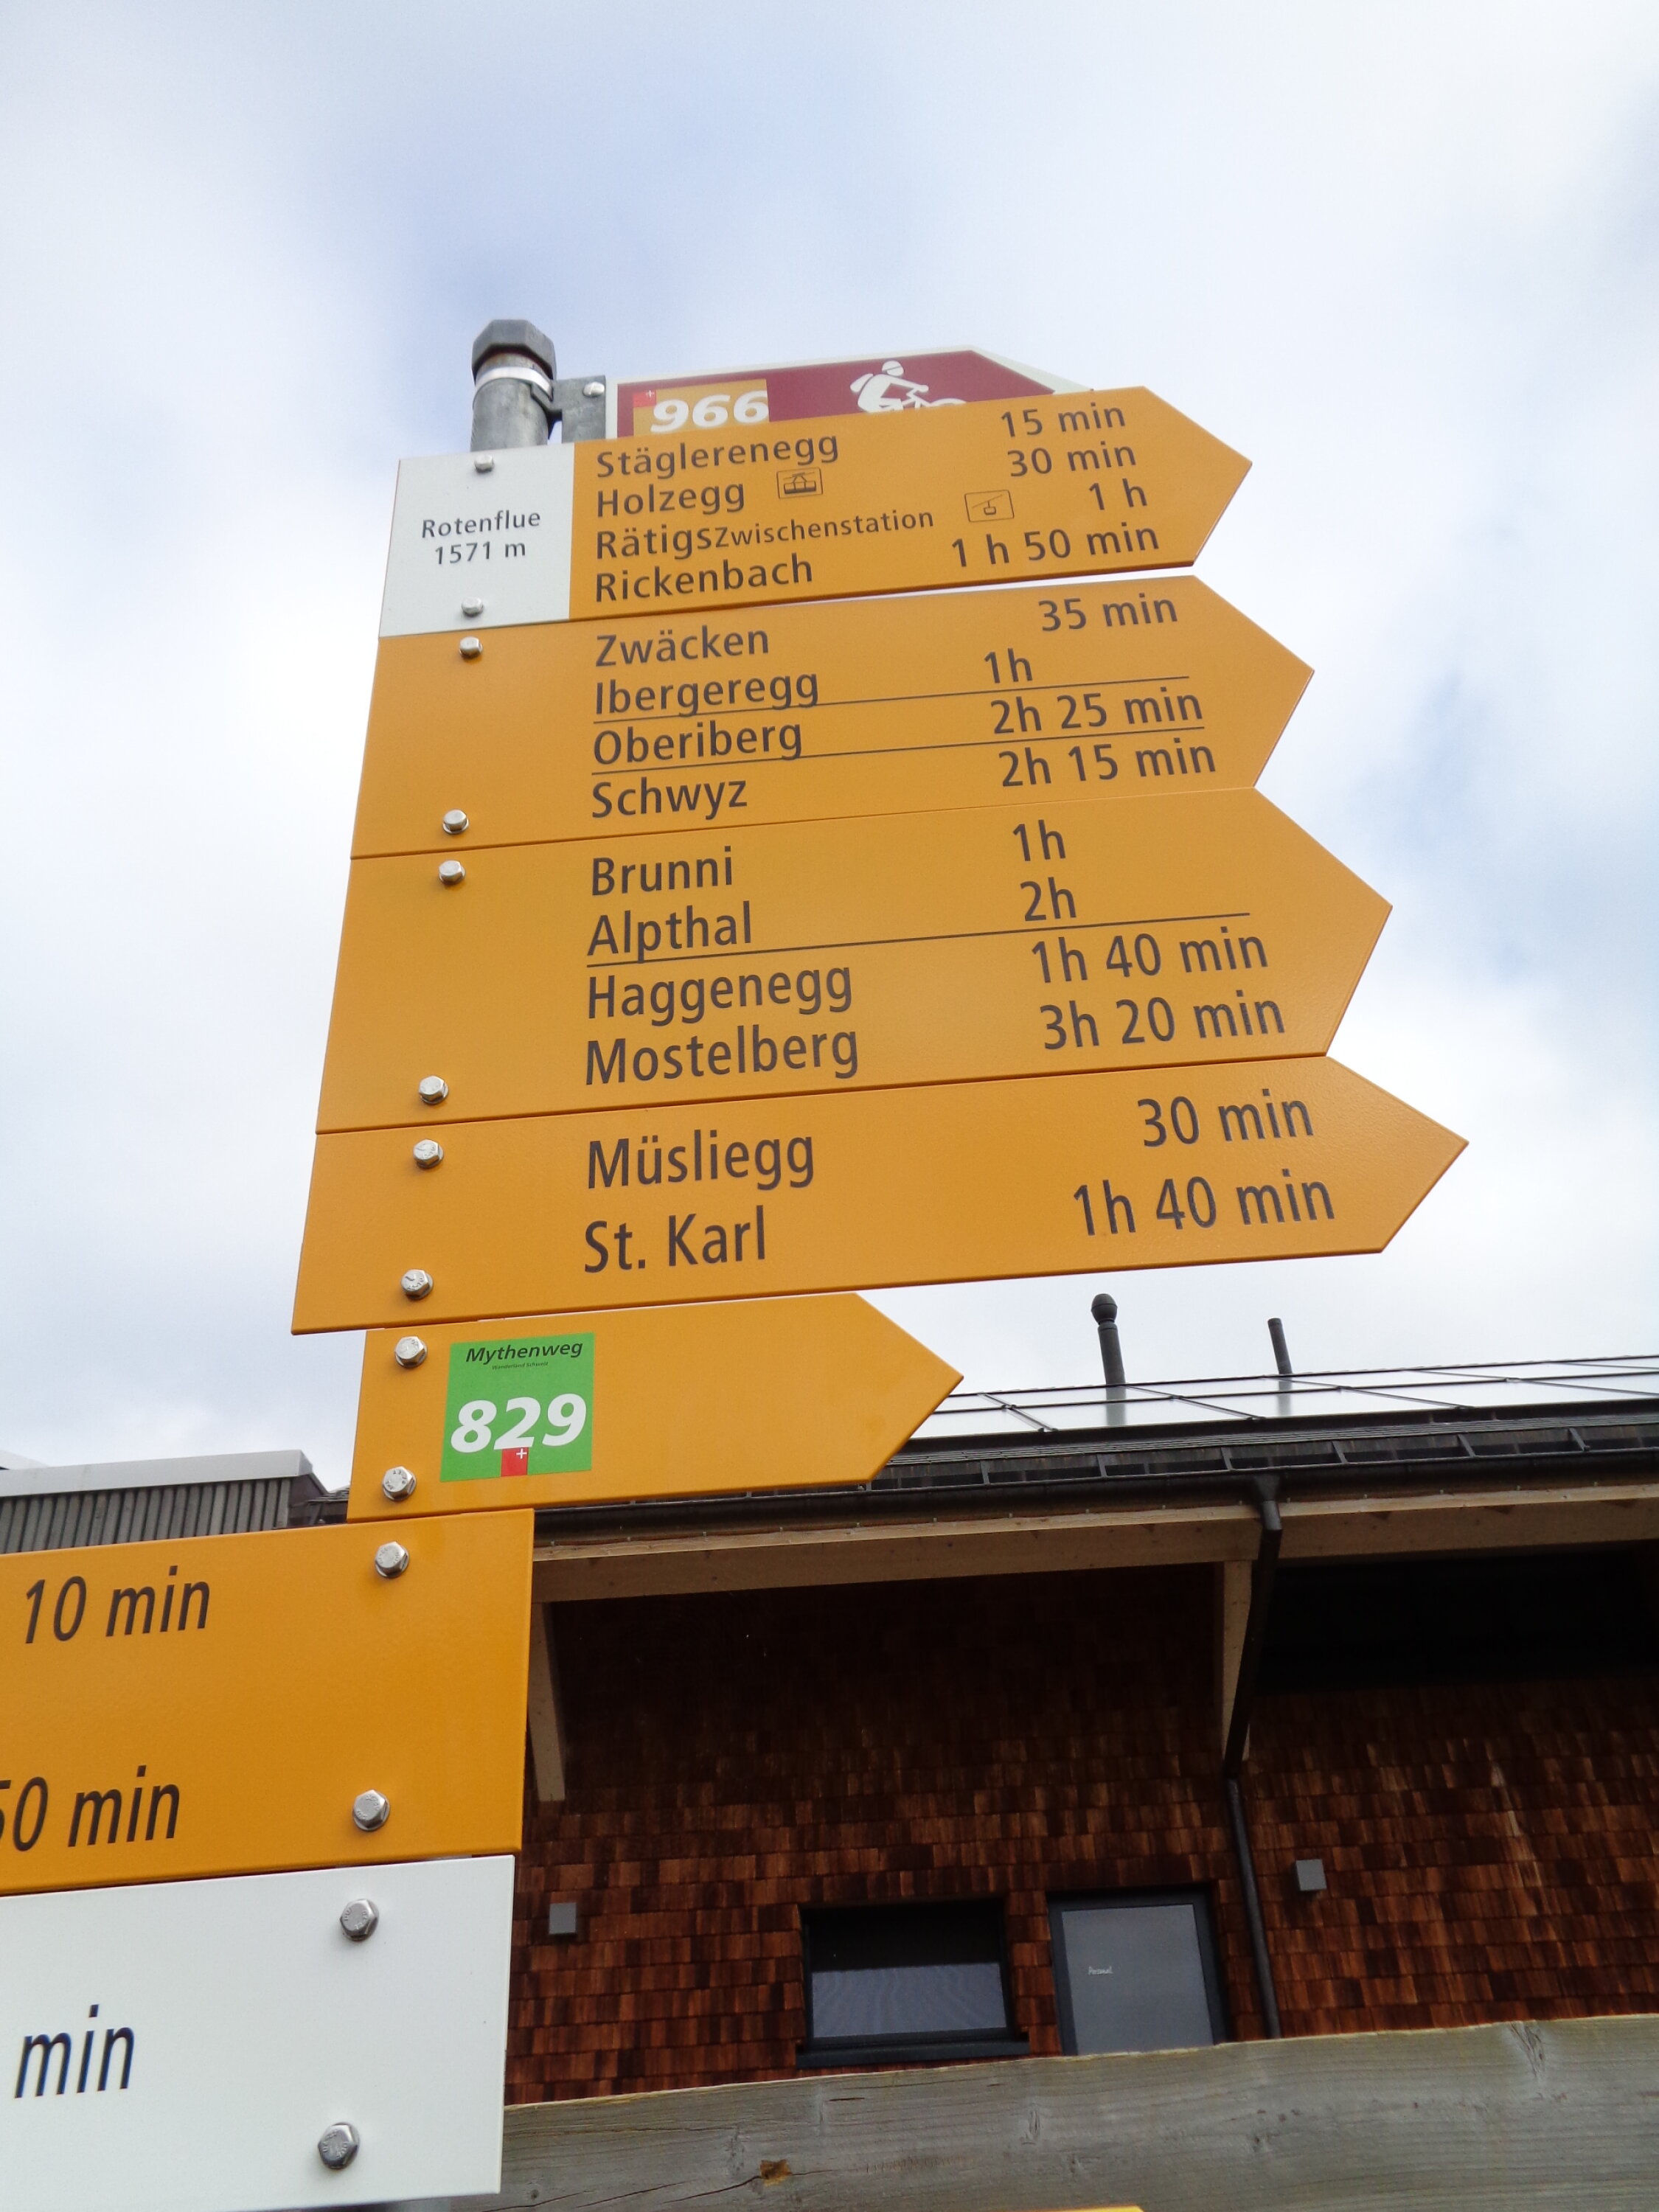 966
Rotenflue
1571 m
Stäglerenegg 15 min
Holzegg 30 min
RätigsZwischenstation 1 h
Rickenbach 1 h 50 min
Zwäcken 35 min
Ibergeregg 1h
Oberiberg 2h 25 min
Schwyz 2h 15 min
Brunni 1h
Alpthal 2h
Haggenegg 1h 40 min
Mostelberg 3h 20 min
Müsliegg 30 min
St. Karl 1h 40 min
Mythenweg
829
10 min
50 min
min